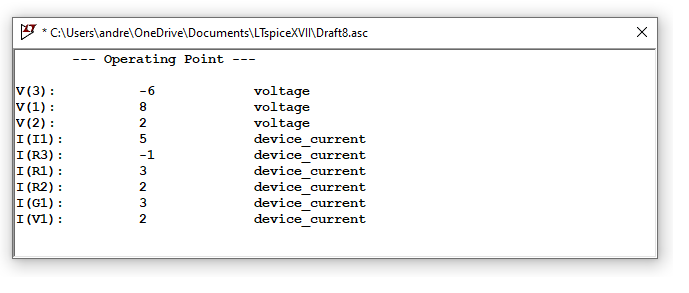 * C:\Users\andre\OneDrive\Documents\LTspiceXVII\Draft8.asc
--- Operating Point ---
V(3): -6 voltage
V(1): 8 voltage
V(2): 2 voltage
I(I1): 5 device_current
I(R3): -1 device_current
I(R1): 3 device_current
I(R2): 2 device_current
I(G1): 3 device_current
I(V1): 2 device_current